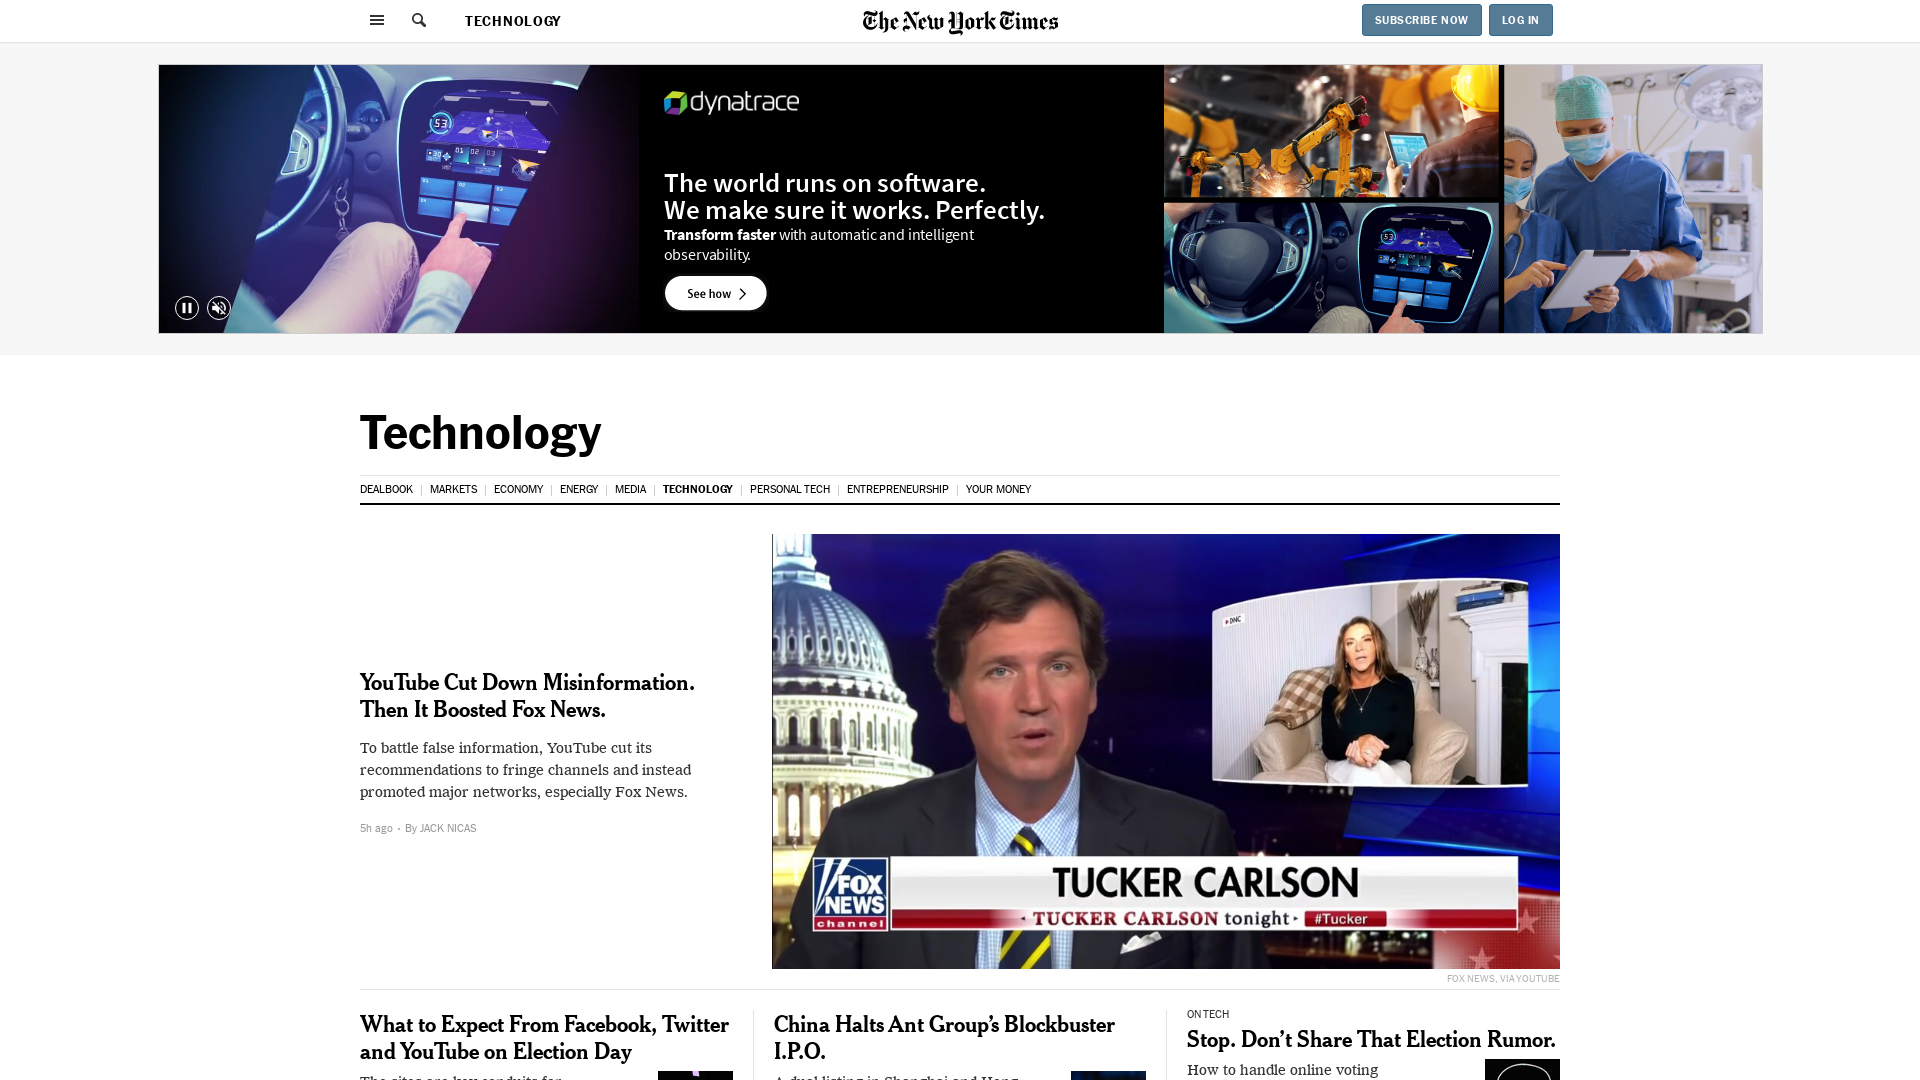 TECHNOLOGY
The New York Times
SUBSCRIBE NOW
LOG IN
dynatrace
The world runs on software.
We make sure it works. Perfectly.
Transform faster with automatic and intelligent
observability.
See how
Technology
DEALBOOK
MARKETS
ECONOMY
ENERGY
MEDIA
TECHNOLOGY
PERSONAL TECH
ENTREPRENEURSHIP
YOUR MONEY
YouTube Cut Down Misinformation.
Then It Boosted Fox News.
To battle false information, YouTube cut its
recommendations to fringe channels and instead
promoted major networks, especially Fox News.
5h ago • By JACK NICAS
DNC
FOX
NEWS
channel
TUCKER CARLSON
TUCKER CARLSON tonight
#Tucker
FOX NEWS, VIA YOUTUBE
What to Expect From Facebook, Twitter
and YouTube on Election Day
China Halts Ant Group’s Blockbuster
I.P.O.
ON TECH
Stop. Don’t Share That Election Rumor.
How to handle online voting